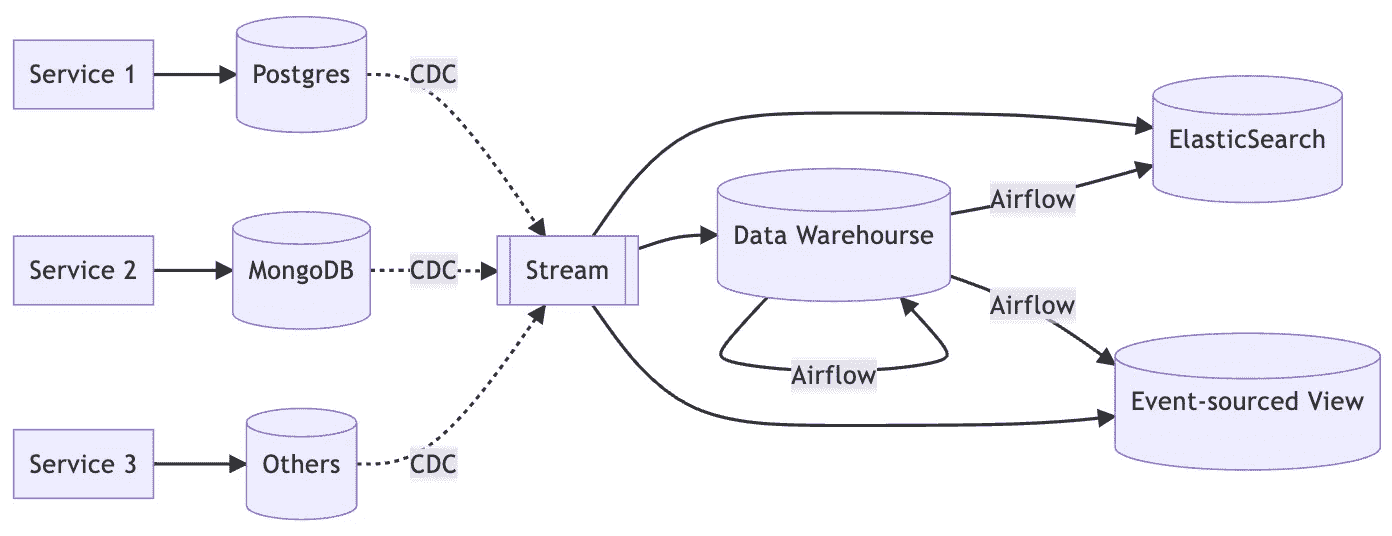 Service 1
Postgres
CDC
Service 2
MongoDB
CDC
Service 3
Others
CDC
Stream
Data Warehourse
Airflow
Airflow
Airflow
ElasticSearch
Event-sourced View